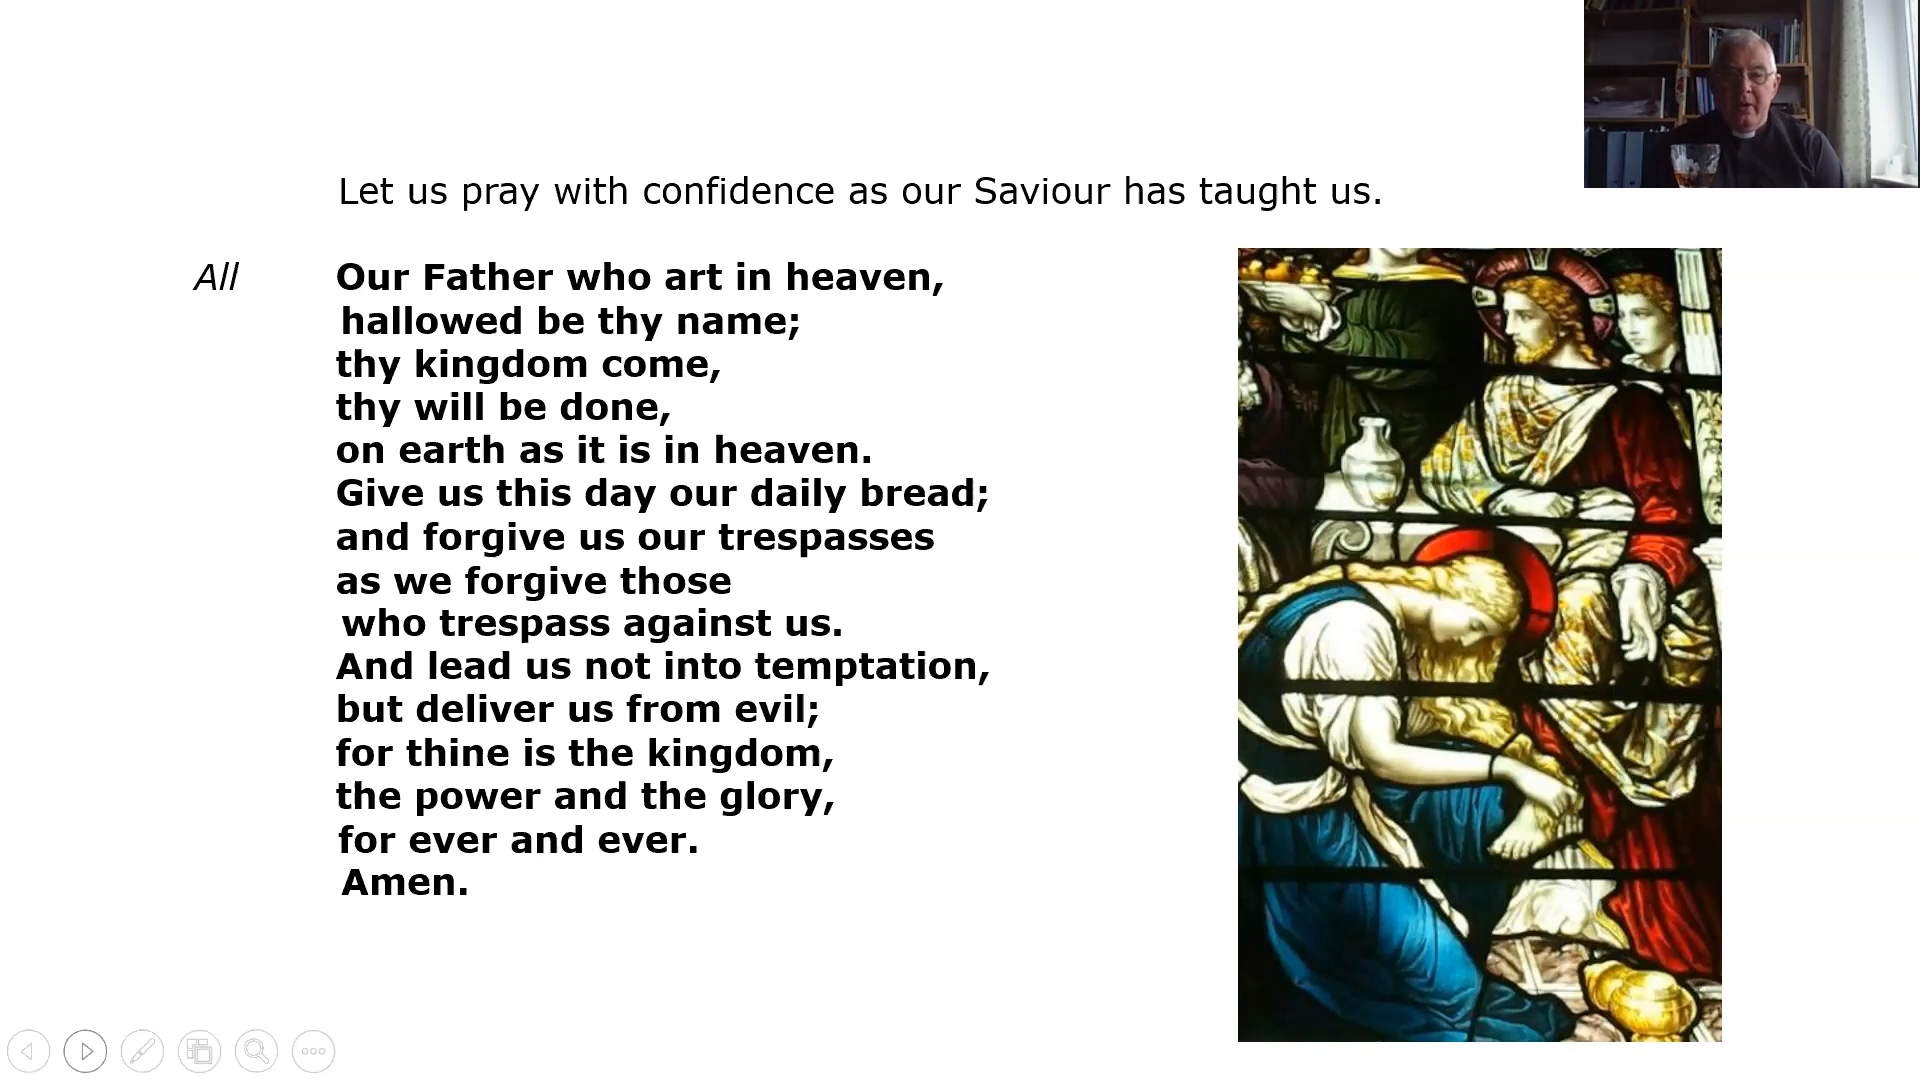 Let us pray with confidence as our Saviour has taught us.
All Our Father who art in heaven,
hallowed be thy name;
thy kingdom come,
thy will be done,
on earth as it is in heaven.
Give us this day our daily bread;
and forgive us our trespasses
as we forgive those
who trespass against us.
And lead us not into temptation,
but deliver us from evil;
for thine is the kingdom,
the power and the glory,
for ever and ever.
Amen.